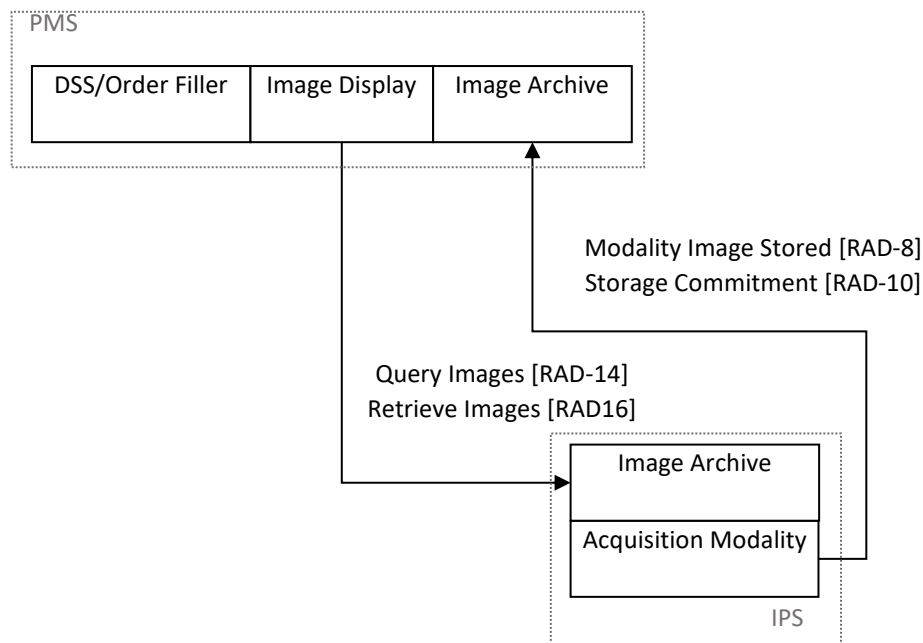 PMS
DSS/Order Filler
Image Display
Image Archive
Modality Image Stored [RAD-8]
Storage Commitment [RAD-10]
Query Images [RAD-14]
Retrieve Images [RAD16]
Image Archive
Acquisition Modality
IPS